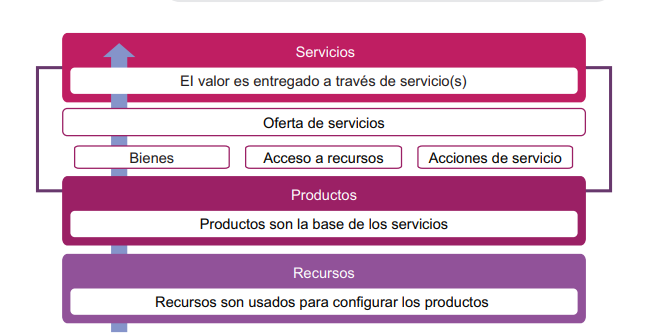 Servicios
El valor es entregado a través de servicio(s)
Oferta de servicios
Bienes
Acceso a recursos
Acciones de servicio
Productos
Productos son la base de los servicios
Recursos
Recursos son usados para configurar los productos